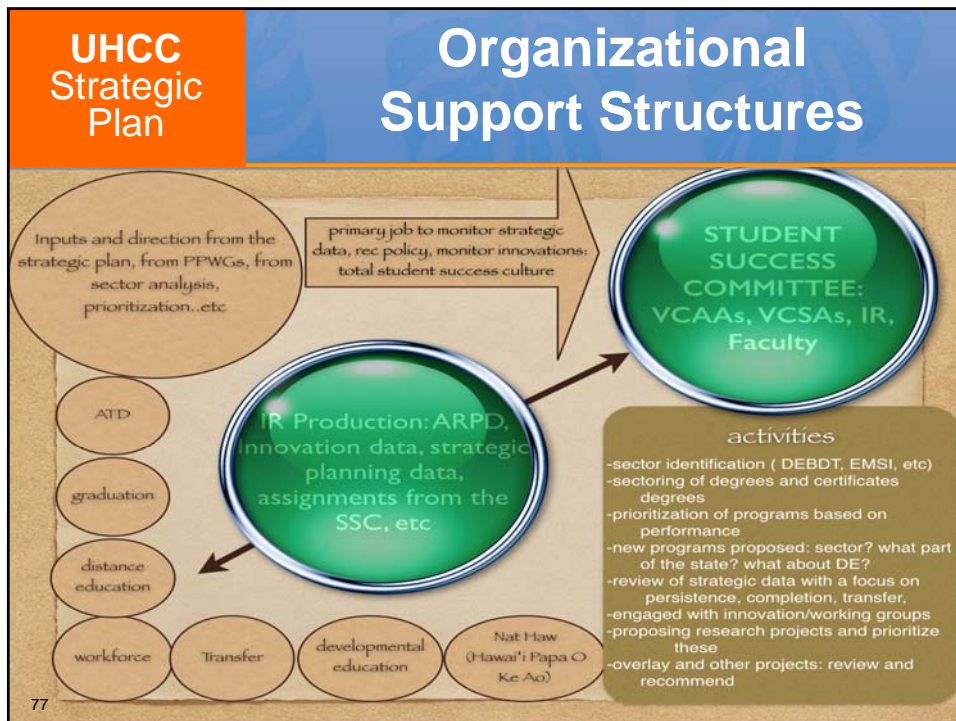 UHCC
Strategic
Plan
Organizational
Support Structures
Inputs and direction from the
strategic plan, from PPWGs, from
sector analysis,
prioritization..etc
primary job to monitor strategic
data, rec policy, monitor innovations:
total student success culture
STUDENT
SUCCESS
COMMITTEE:
VCAAs, VCSAs, IR,
Faculty
ATD
graduation
distance
education
workforce
Transfer
developmental
education
Nat Haw
(Hawai'i Papa O
Ke Ao)
IR Production: ARPD,
innovation data, strategic
planning data,
assignments from the
SSC, etc
activities
-sector identification ( DEBDT, EMSI, etc)
-sectoring of degrees and certificates
degrees
-prioritization of programs based on
performance
-new programs proposed: sector? what part
of the state? what about DE?
-review of strategic data with a focus on
persistence, completion, transfer,
-engaged with innovation/working groups
-proposing research projects and prioritize
these
-overlay and other projects: review and
recommend
77